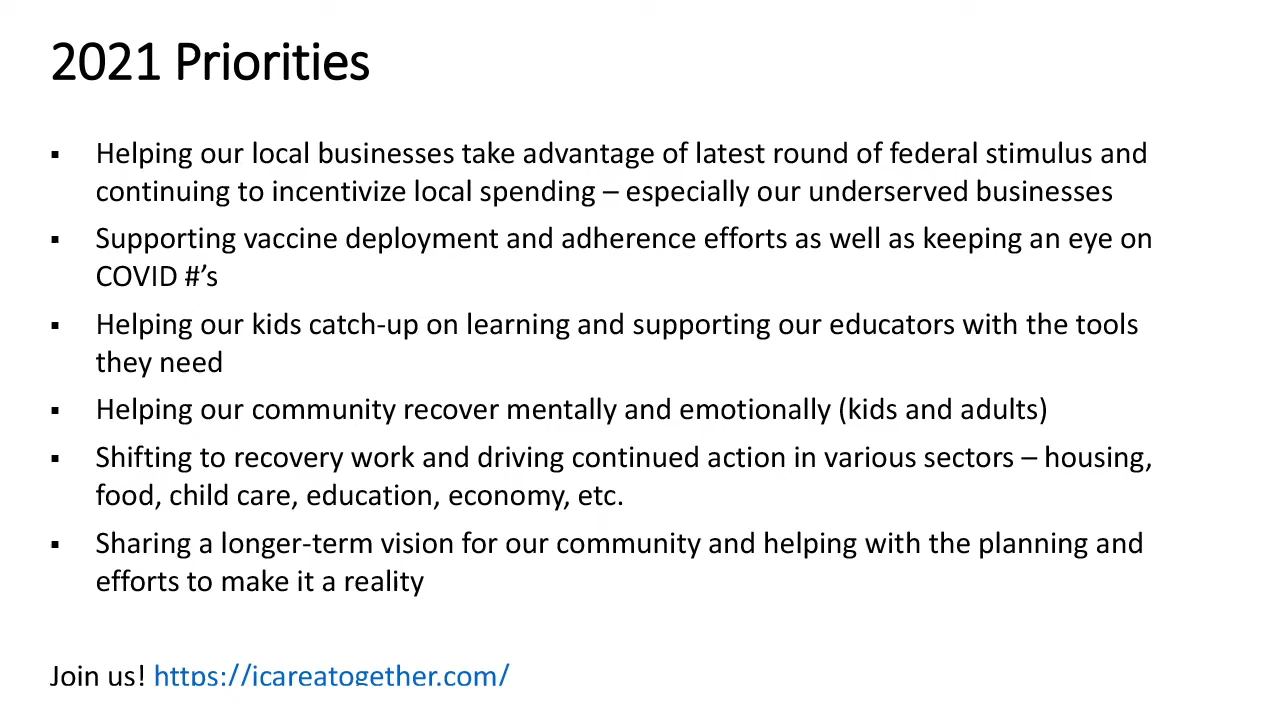 2021 Priorities
▪ Helping our local businesses take advantage of latest round of federal stimulus and
continuing to incentivize local spending – especially our underserved businesses
▪ Supporting vaccine deployment and adherence efforts as well as keeping an eye on
COVID #’s
▪ Helping our kids catch-up on learning and supporting our educators with the tools
they need
▪ Helping our community recover mentally and emotionally (kids and adults)
▪ Shifting to recovery work and driving continued action in various sectors – housing,
food, child care, education, economy, etc.
▪ Sharing a longer-term vision for our community and helping with the planning and
efforts to make it a reality
Join us! https://icareatogether.com/